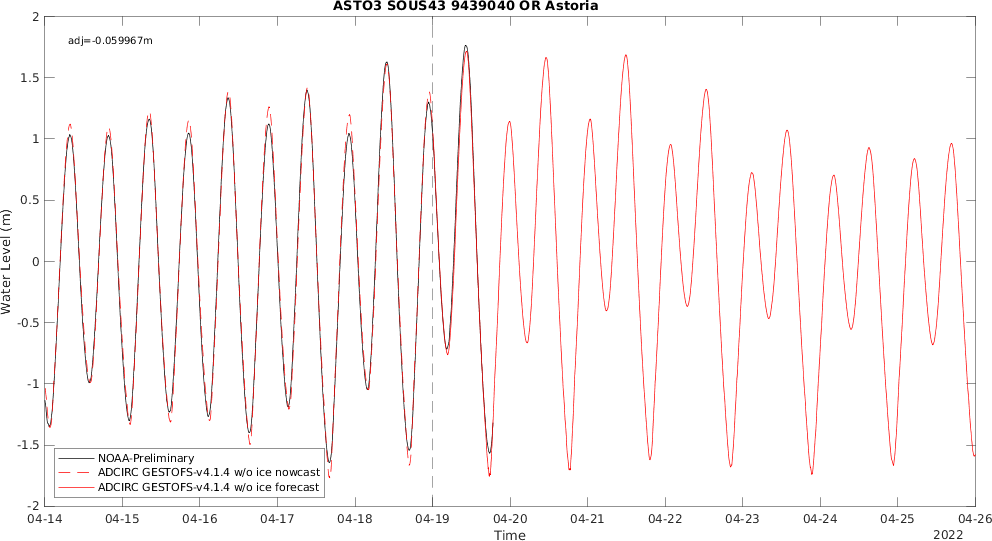 ASTO3 SOUS43 9439040 OR Astoria
adj=-0.059967m
2
1.5
1
0.5
0
-0.5
-1
-1.5
-2
Water Level (m)
NOAA-Preliminary
ADCIRC GESTOFS-v4.1.4 w/o ice nowcast
ADCIRC GESTOFS-v4.1.4 w/o ice forecast
04-14 04-15 04-16 04-17 04-18 04-19 04-20 04-21 04-22 04-23 04-24 04-25 04-26
Time
2022